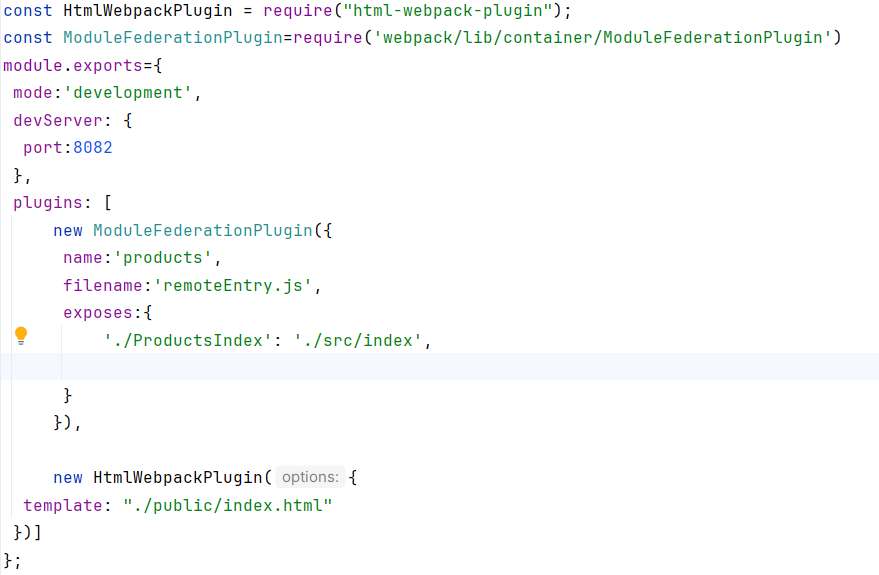 const HtmlWebpackPlugin = require("html-webpack-plugin");
const ModuleFederationPlugin=require('webpack/lib/container/ModuleFederationPlugin')
module.exports={
 mode:'development',
 devServer: {
  port:8082
 },
 plugins: [
     new ModuleFederationPlugin({
      name:'products',
      filename:'remoteEntry.js',
      exposes:{
          './ProductsIndex': './src/index',
      }
     }),
     new HtmlWebpackPlugin( options: {
  template: "./public/index.html"
 })]
};